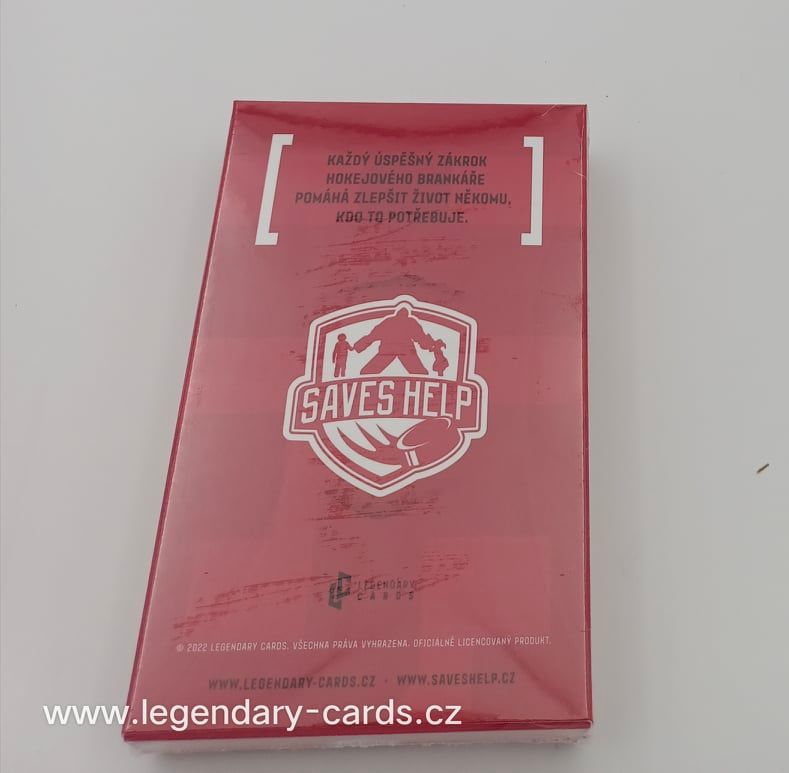 KAŽDÝ ÚSPĚŠNÝ ZÁKROK
HOKEJOVÉHO BRANKÁŘE
POMÁHÁ ZLEPŠIT ŽIVOT NĚKOMU,
KDO TO POTŘEBUJE.
SAVES HELP
LEGENDARY
CARDS
© 2022 LEGENDARY CARDS. VŠECHNA PRÁVA VYHRAZENA. OFICIÁLNĚ LICENCOVANÝ PRODUKT.
WWW.LEGENDARY-CARDS.CZ · WWW.SAVESHELP.CZ
www.legendary-cards.cz